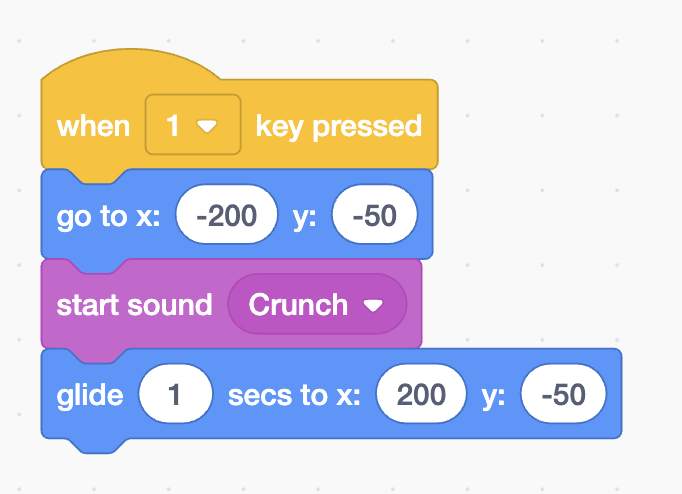 when 1 key pressed
go to x: -200 y: -50
start sound Crunch
glide 1 secs to x: 200 y: -50